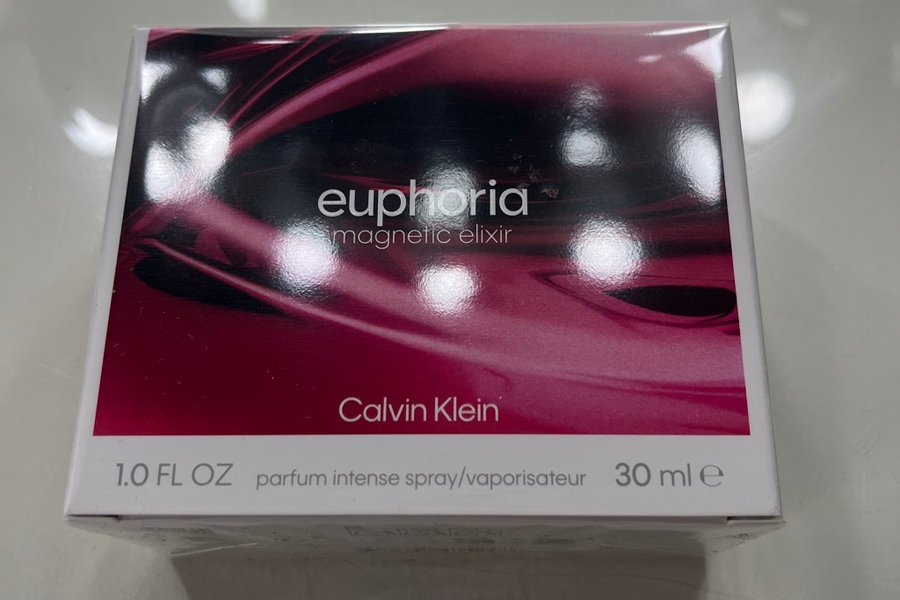 euphoria
magnetic elixir
Calvin Klein
1.0 FL OZ parfum intense spray/vaporisateur 30 ml ℮